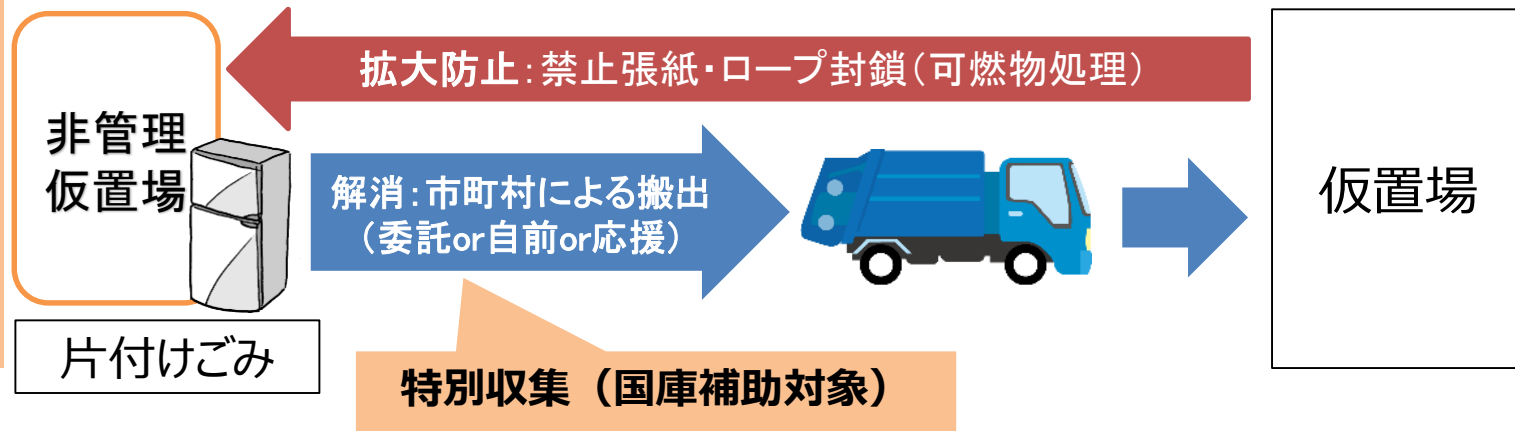 拡大防止：禁止張紙・ロープ封鎖（可燃物処理）
非管理
仮置場
解消：市町村による搬出
（委託or自前or応援）
仮置場
片付けごみ
特別収集（国庫補助対象）